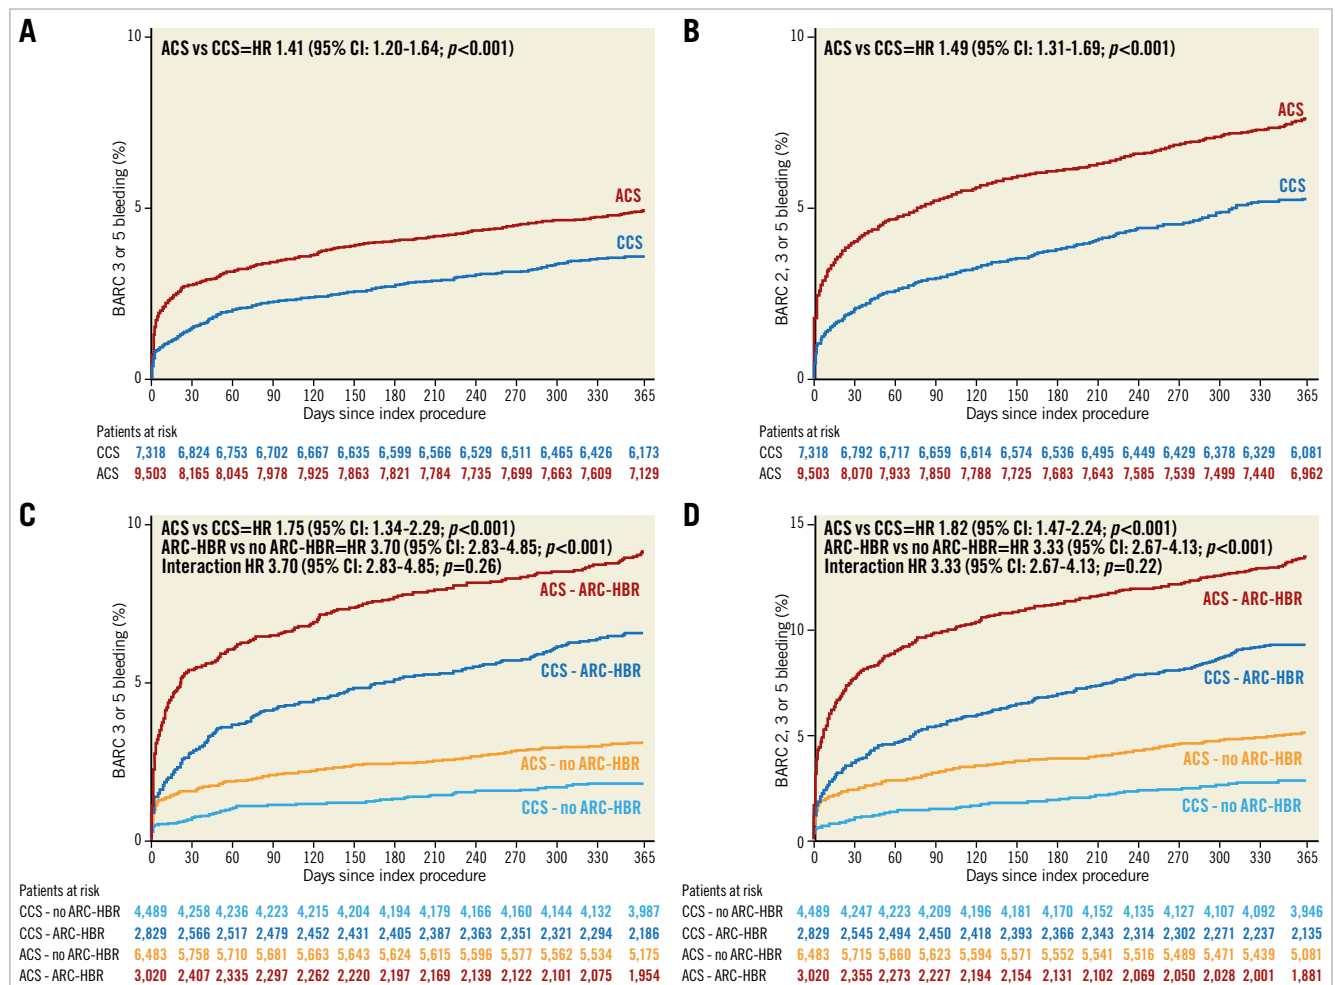 A
ACS vs CCS=HR 1.41 (95% CI: 1.20-1.64; p<0.001)
10
5
0
BARC 3 or 5 bleeding (%)
ACS
CCS
0 30 60 90 120 150 180 210 240 270 300 330 365
Days since index procedure
Patients at risk
CCS 7,318 6,824 6,753 6,702 6,667 6,635 6,599 6,566 6,529 6,511 6,465 6,426 6,173
ACS 9,503 8,165 8,045 7,978 7,925 7,863 7,821 7,784 7,735 7,699 7,663 7,609 7,129
B
ACS vs CCS=HR 1.49 (95% CI: 1.31-1.69; p<0.001)
10
5
0
BARC 2, 3 or 5 bleeding (%)
ACS
CCS
0 30 60 90 120 150 180 210 240 270 300 330 365
Days since index procedure
Patients at risk
CCS 7,318 6,792 6,717 6,659 6,614 6,574 6,536 6,495 6,449 6,429 6,378 6,329 6,081
ACS 9,503 8,070 7,933 7,850 7,788 7,725 7,683 7,643 7,585 7,539 7,499 7,440 6,962
C
ACS vs CCS=HR 1.75 (95% CI: 1.34-2.29; p<0.001)
ARC-HBR vs no ARC-HBR=HR 3.70 (95% CI: 2.83-4.85; p<0.001)
Interaction HR 3.70 (95% CI: 2.83-4.85; p=0.26)
10
5
0
BARC 3 or 5 bleeding (%)
ACS - ARC-HBR
CCS - ARC-HBR
ACS - no ARC-HBR
CCS - no ARC-HBR
0 30 60 90 120 150 180 210 240 270 300 330 365
Days since index procedure
Patients at risk
CCS - no ARC-HBR 4,489 4,258 4,236 4,223 4,215 4,204 4,194 4,179 4,166 4,160 4,144 4,132 3,987
CCS - ARC-HBR 2,829 2,566 2,517 2,479 2,452 2,431 2,405 2,387 2,363 2,351 2,321 2,294 2,186
ACS - no ARC-HBR 6,483 5,758 5,710 5,681 5,663 5,643 5,624 5,615 5,596 5,577 5,562 5,534 5,175
ACS - ARC-HBR 3,020 2,407 2,335 2,297 2,262 2,220 2,197 2,169 2,139 2,122 2,101 2,075 1,954
D
ACS vs CCS=HR 1.82 (95% CI: 1.47-2.24; p<0.001)
ARC-HBR vs no ARC-HBR=HR 3.33 (95% CI: 2.67-4.13; p<0.001)
Interaction HR 3.33 (95% CI: 2.67-4.13; p=0.22)
15
10
5
0
BARC 2, 3 or 5 bleeding (%)
ACS - ARC-HBR
CCS - ARC-HBR
ACS - no ARC-HBR
CCS - no ARC-HBR
0 30 60 90 120 150 180 210 240 270 300 330 365
Days since index procedure
Patients at risk
CCS - no ARC-HBR 4,489 4,247 4,223 4,209 4,196 4,181 4,170 4,152 4,135 4,127 4,107 4,092 3,946
CCS - ARC-HBR 2,829 2,545 2,494 2,450 2,418 2,393 2,366 2,343 2,314 2,302 2,271 2,237 2,135
ACS - no ARC-HBR 6,483 5,715 5,660 5,623 5,594 5,571 5,552 5,541 5,516 5,489 5,471 5,439 5,081
ACS - ARC-HBR 3,020 2,355 2,273 2,227 2,194 2,154 2,131 2,102 2,069 2,050 2,028 2,001 1,881